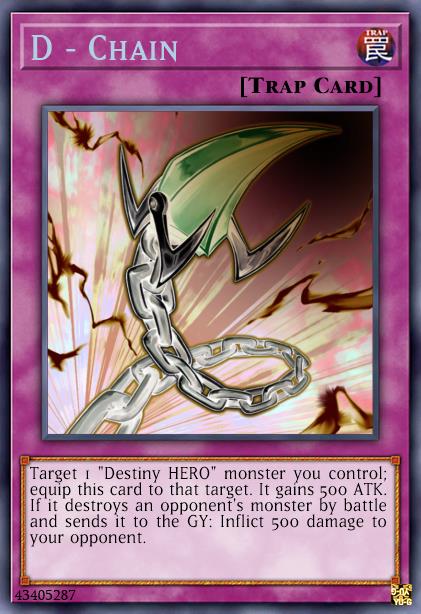 D - Chain
TRAP
罠
[Trap Card]
Target 1 "Destiny HERO" monster you control;
equip this card to that target. It gains 500 ATK.
If it destroys an opponent's monster by battle
and sends it to the GY: Inflict 500 damage to
your opponent.
43405287